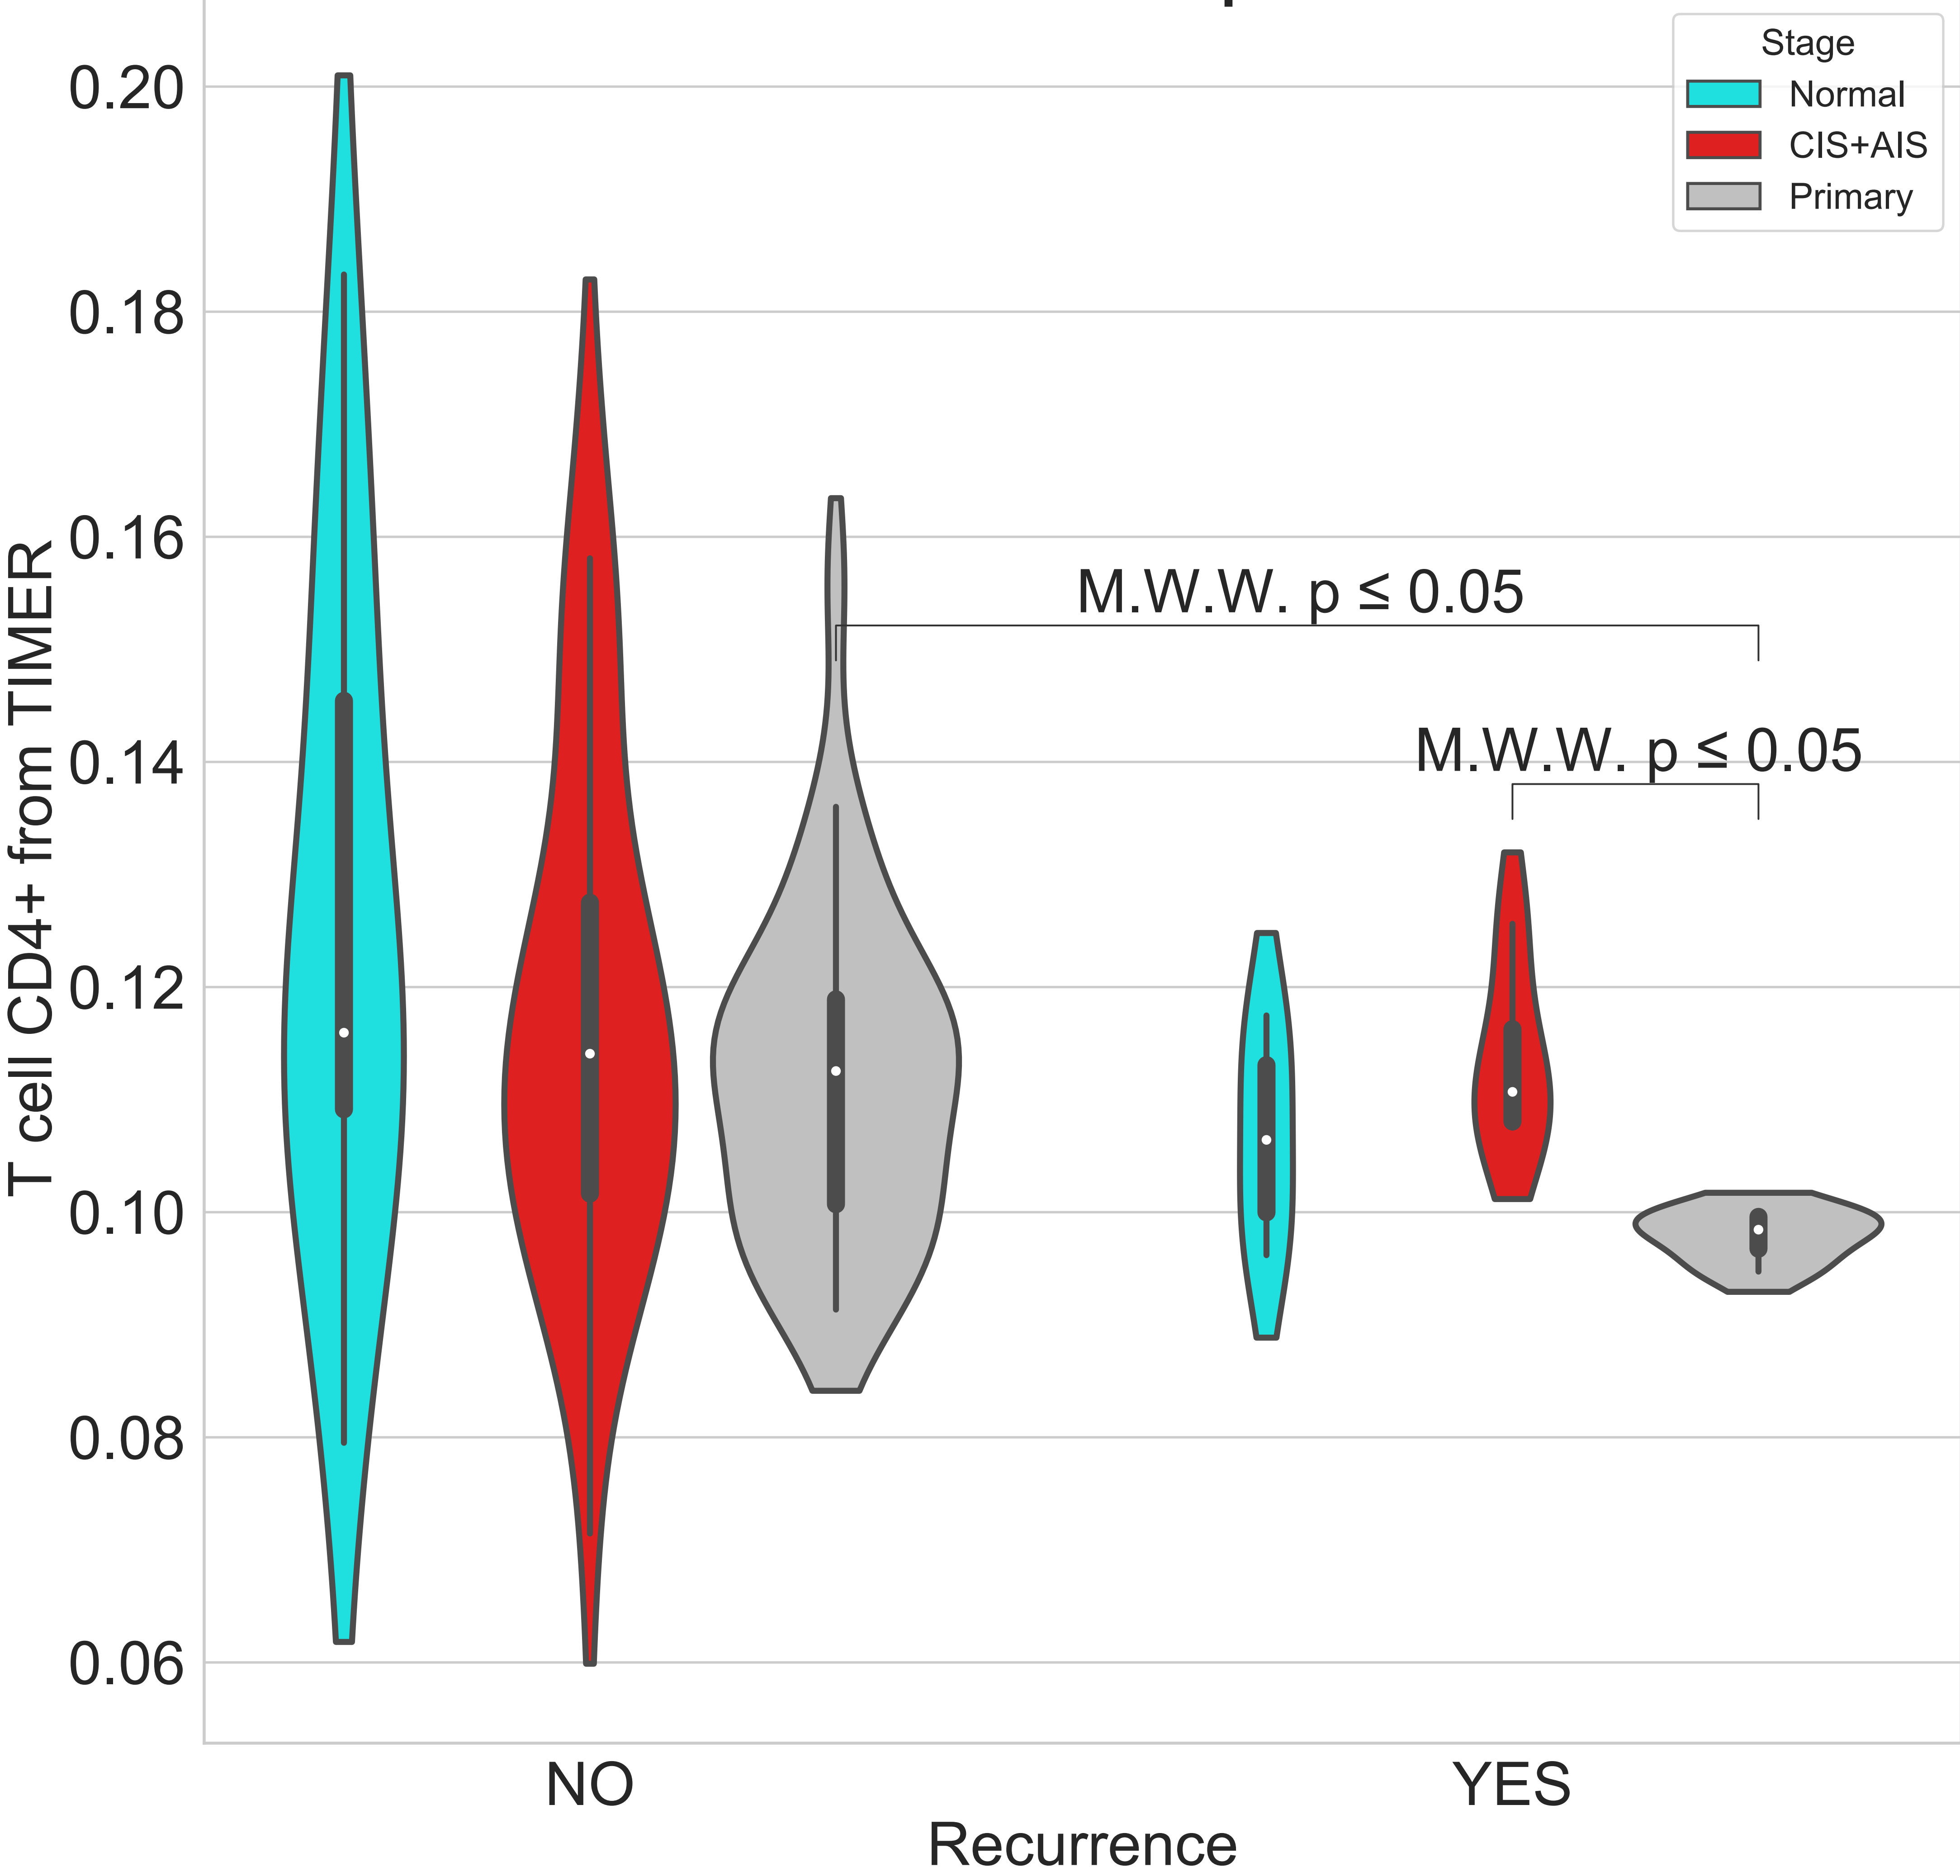 Stage
Normal
CIS+AIS
Primary
0.20
0.18
0.16
0.14
0.12
0.10
0.08
0.06
T cell CD4+ from TIMER
M.W.W. p ≤ 0.05
M.W.W. p ≤ 0.05
NO
YES
Recurrence